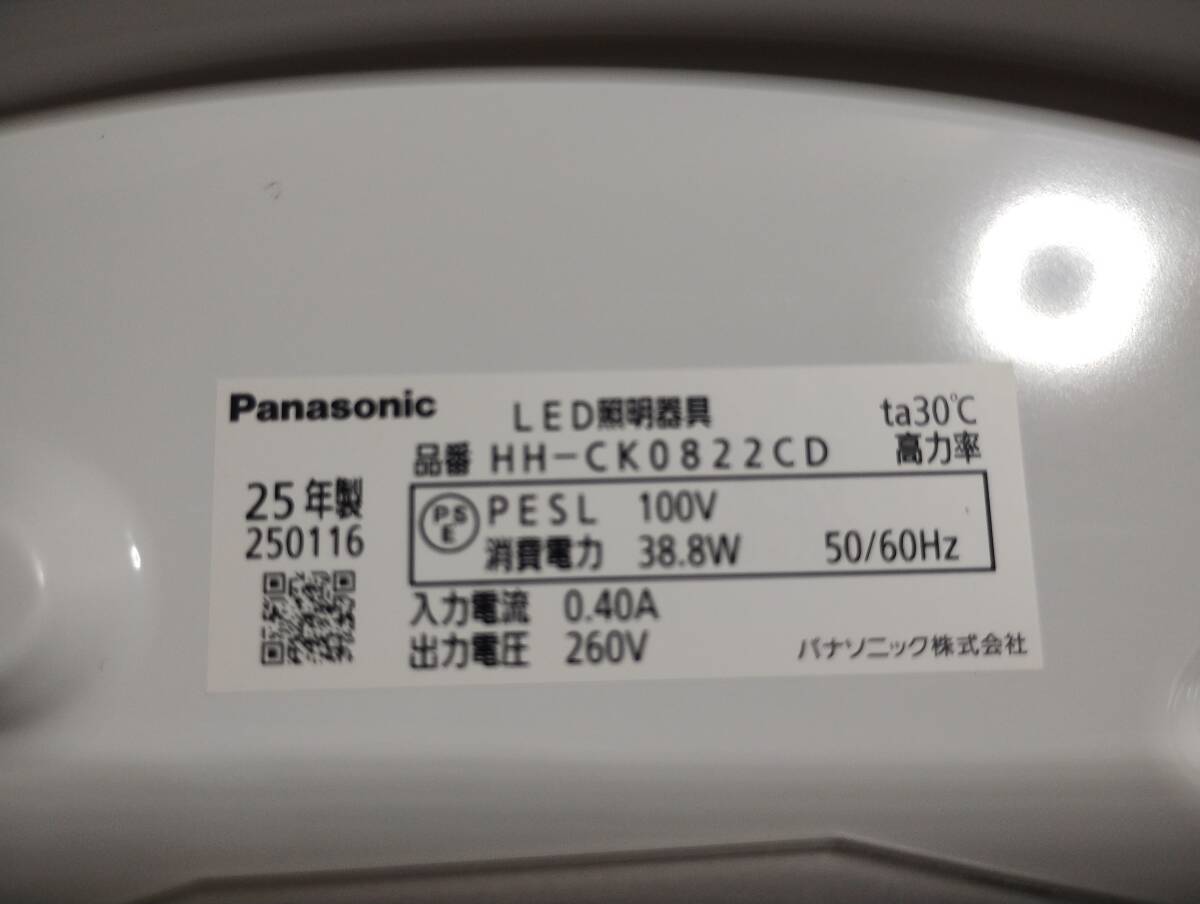 Panasonic LED照明器具 ta30℃
品番 HH-CK0822CD 高力率
25年製
250116
PSE PESL 100V
消費電力 38.8W 50/60Hz
入力電流 0.40A
出力電圧 260V
パナソニック株式会社